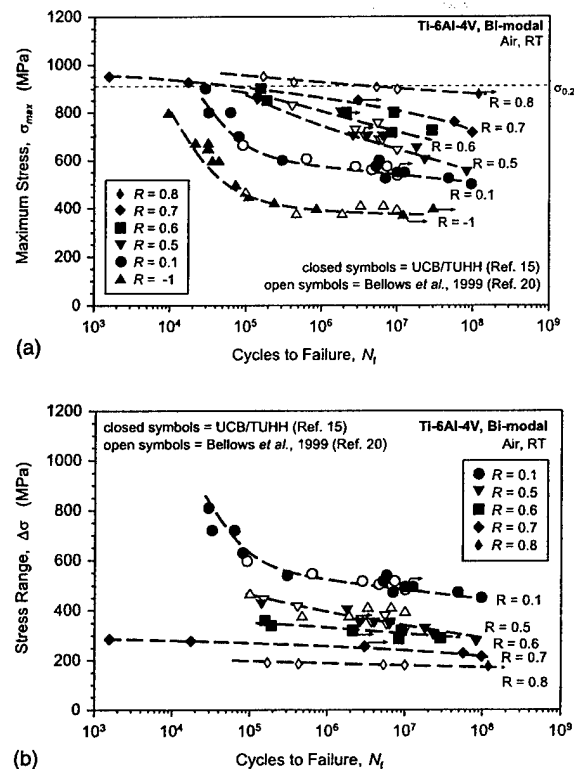 1200
Ti-6Al-4V, Bi-modal
Air, RT
1000
σ0.2
R = 0.8
800
R = 0.7
R = 0.6
600
R = 0.5
R = 0.1
400
R = -1
200
0
Maximum Stress, σmax (MPa)
R = 0.8
R = 0.7
R = 0.6
R = 0.5
R = 0.1
R = -1
closed symbols = UCB/TUHH (Ref. 15)
open symbols = Bellows et al., 1999 (Ref. 20)
10³ 10⁴ 10⁵ 10⁶ 10⁷ 10⁸ 10⁹
(a)
Cycles to Failure, Nf
1200
closed symbols = UCB/TUHH (Ref. 15)
open symbols = Bellows et al., 1999 (Ref. 20)
Ti-6Al-4V, Bi-modal
Air, RT
1000
800
600
400
200
0
Stress Range, Δσ (MPa)
R = 0.1
R = 0.5
R = 0.6
R = 0.7
R = 0.8
R = 0.1
R = 0.5
R = 0.6
R = 0.7
R = 0.8
10³ 10⁴ 10⁵ 10⁶ 10⁷ 10⁸ 10⁹
(b)
Cycles to Failure, Nf